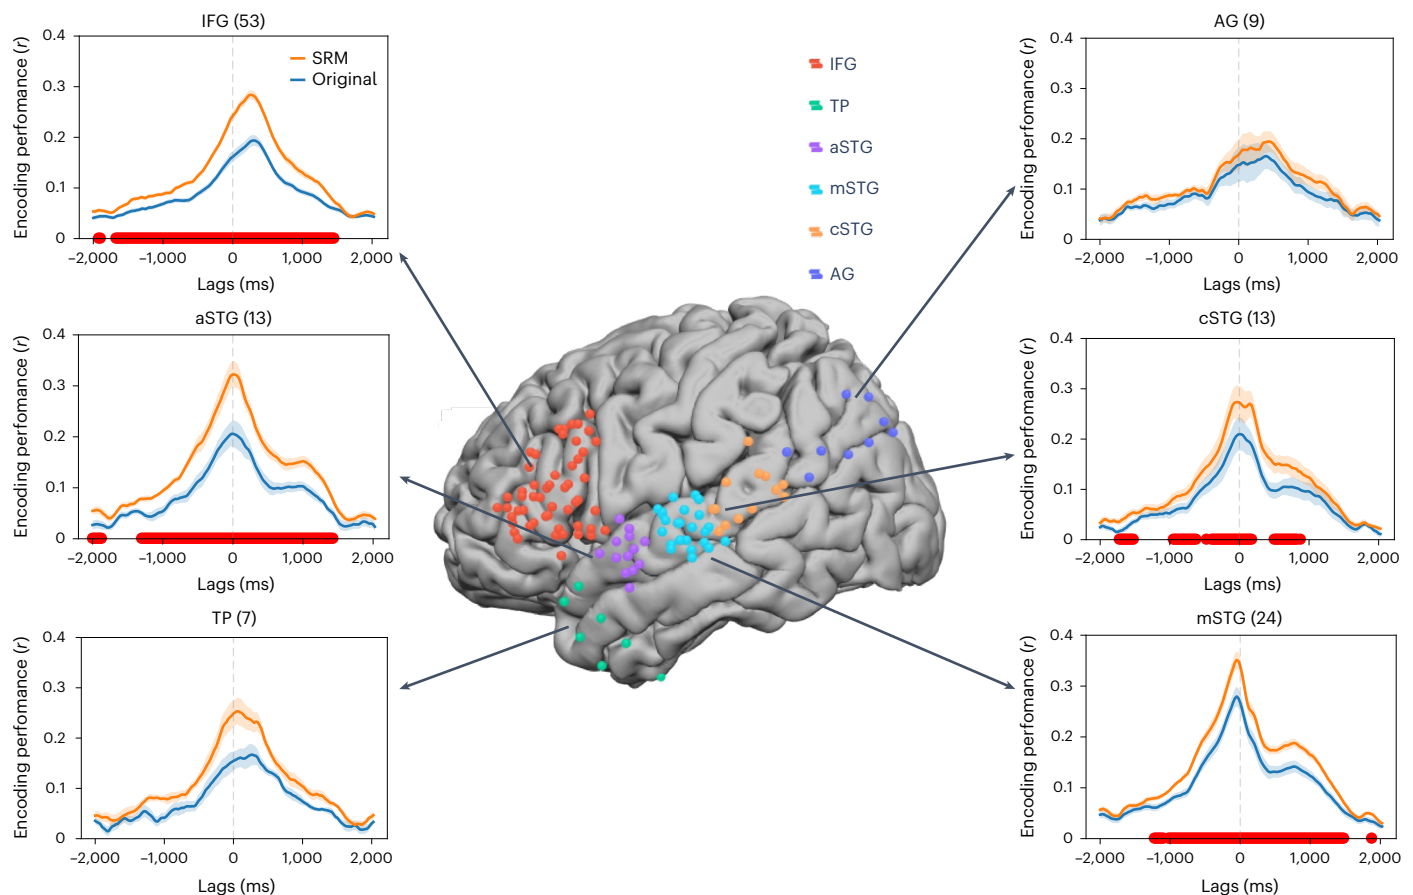 IFG (53)
0.4
0.3
0.2
0.1
0
Encoding perfomance (r)
SRM
Original
−2,000 −1,000 0 1,000 2,000
Lags (ms)
aSTG (13)
0.4
0.3
0.2
0.1
0
Encoding perfomance (r)
−2,000 −1,000 0 1,000 2,000
Lags (ms)
TP (7)
0.4
0.3
0.2
0.1
0
Encoding perfomance (r)
−2,000 −1,000 0 1,000 2,000
Lags (ms)
IFG
TP
aSTG
mSTG
cSTG
AG
AG (9)
0.4
0.3
0.2
0.1
0
Encoding perfomance (r)
−2,000 −1,000 0 1,000 2,000
Lags (ms)
cSTG (13)
0.4
0.3
0.2
0.1
0
Encoding perfomance (r)
−2,000 −1,000 0 1,000 2,000
Lags (ms)
mSTG (24)
0.4
0.3
0.2
0.1
0
Encoding perfomance (r)
−2,000 −1,000 0 1,000 2,000
Lags (ms)